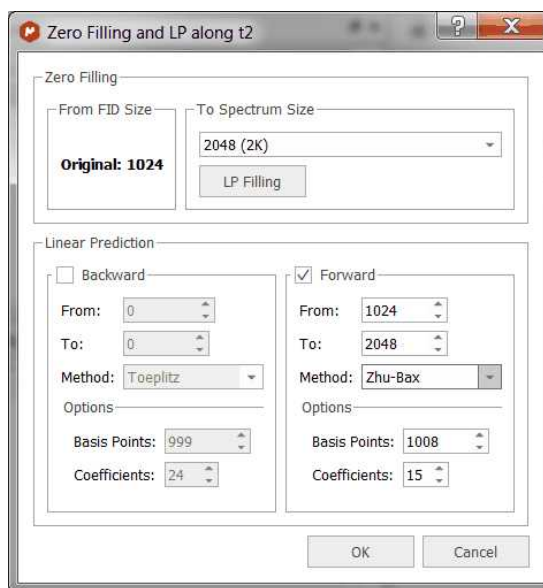 Zero Filling and LP along t2
Zero Filling
From FID Size
To Spectrum Size
Original: 1024
2048 (2K)
LP Filling
Linear Prediction
Backward
Forward
From: 0
From: 1024
To: 0
To: 2048
Method: Toeplitz
Method: Zhu-Bax
Options
Options
Basis Points: 999
Basis Points: 1008
Coefficients: 24
Coefficients: 15
OK
Cancel